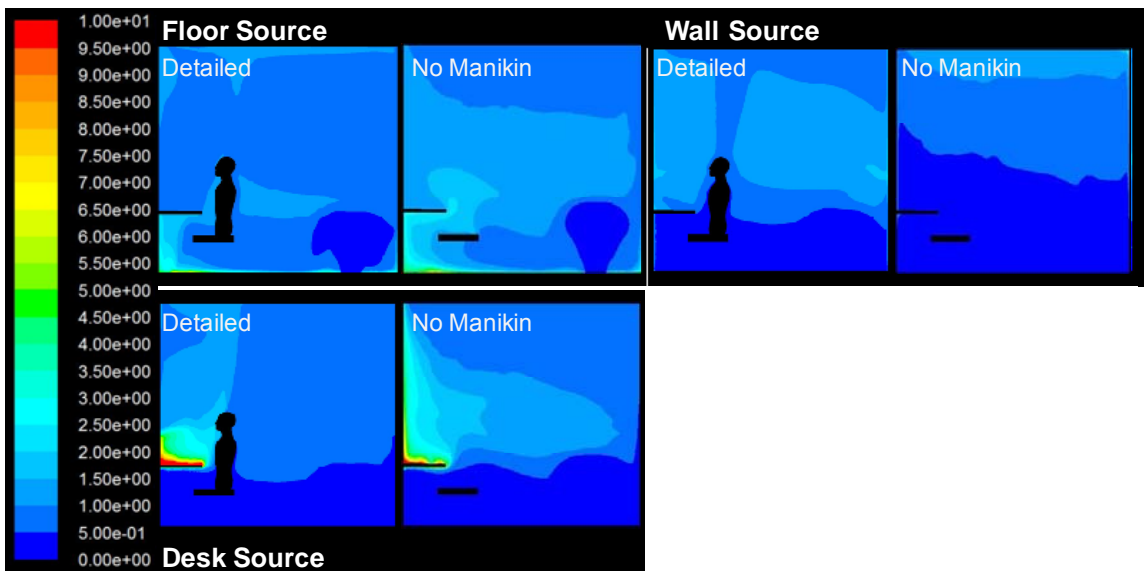 1.00e+01
9.50e+00
9.00e+00
8.50e+00
8.00e+00
7.50e+00
7.00e+00
6.50e+00
6.00e+00
5.50e+00
5.00e+00
4.50e+00
4.00e+00
3.50e+00
3.00e+00
2.50e+00
2.00e+00
1.50e+00
1.00e+00
5.00e-01
0.00e+00
Floor Source
Detailed
No Manikin
Wall Source
Detailed
No Manikin
Detailed
No Manikin
Desk Source